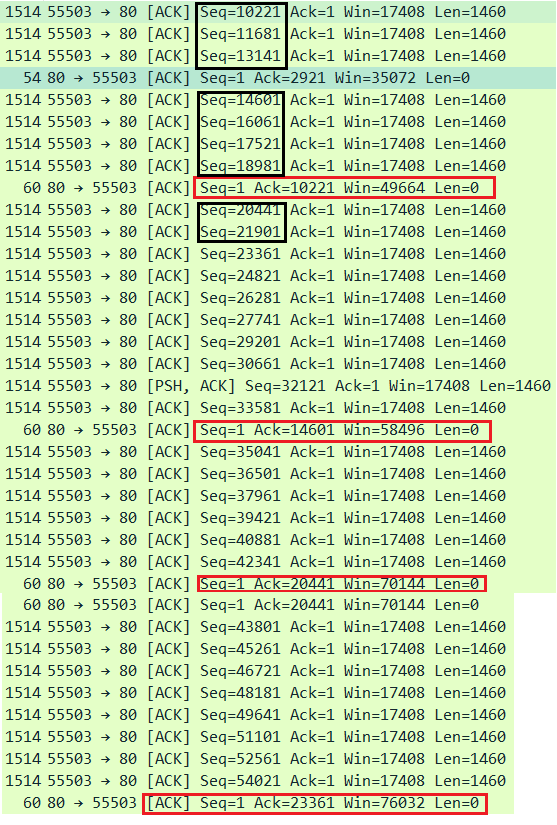 1514 55503 → 80 [ACK] Seq=10221 Ack=1 Win=17408 Len=1460
1514 55503 → 80 [ACK] Seq=11681 Ack=1 Win=17408 Len=1460
1514 55503 → 80 [ACK] Seq=13141 Ack=1 Win=17408 Len=1460
54 80 → 55503 [ACK] Seq=1 Ack=2921 Win=35072 Len=0
1514 55503 → 80 [ACK] Seq=14601 Ack=1 Win=17408 Len=1460
1514 55503 → 80 [ACK] Seq=16061 Ack=1 Win=17408 Len=1460
1514 55503 → 80 [ACK] Seq=17521 Ack=1 Win=17408 Len=1460
1514 55503 → 80 [ACK] Seq=18981 Ack=1 Win=17408 Len=1460
60 80 → 55503 [ACK] Seq=1 Ack=10221 Win=49664 Len=0
1514 55503 → 80 [ACK] Seq=20441 Ack=1 Win=17408 Len=1460
1514 55503 → 80 [ACK] Seq=21901 Ack=1 Win=17408 Len=1460
1514 55503 → 80 [ACK] Seq=23361 Ack=1 Win=17408 Len=1460
1514 55503 → 80 [ACK] Seq=24821 Ack=1 Win=17408 Len=1460
1514 55503 → 80 [ACK] Seq=26281 Ack=1 Win=17408 Len=1460
1514 55503 → 80 [ACK] Seq=27741 Ack=1 Win=17408 Len=1460
1514 55503 → 80 [ACK] Seq=29201 Ack=1 Win=17408 Len=1460
1514 55503 → 80 [ACK] Seq=30661 Ack=1 Win=17408 Len=1460
1514 55503 → 80 [PSH, ACK] Seq=32121 Ack=1 Win=17408 Len=1460
1514 55503 → 80 [ACK] Seq=33581 Ack=1 Win=17408 Len=1460
60 80 → 55503 [ACK] Seq=1 Ack=14601 Win=58496 Len=0
1514 55503 → 80 [ACK] Seq=35041 Ack=1 Win=17408 Len=1460
1514 55503 → 80 [ACK] Seq=36501 Ack=1 Win=17408 Len=1460
1514 55503 → 80 [ACK] Seq=37961 Ack=1 Win=17408 Len=1460
1514 55503 → 80 [ACK] Seq=39421 Ack=1 Win=17408 Len=1460
1514 55503 → 80 [ACK] Seq=40881 Ack=1 Win=17408 Len=1460
1514 55503 → 80 [ACK] Seq=42341 Ack=1 Win=17408 Len=1460
60 80 → 55503 [ACK] Seq=1 Ack=20441 Win=70144 Len=0
60 80 → 55503 [ACK] Seq=1 Ack=20441 Win=70144 Len=0
1514 55503 → 80 [ACK] Seq=43801 Ack=1 Win=17408 Len=1460
1514 55503 → 80 [ACK] Seq=45261 Ack=1 Win=17408 Len=1460
1514 55503 → 80 [ACK] Seq=46721 Ack=1 Win=17408 Len=1460
1514 55503 → 80 [ACK] Seq=48181 Ack=1 Win=17408 Len=1460
1514 55503 → 80 [ACK] Seq=49641 Ack=1 Win=17408 Len=1460
1514 55503 → 80 [ACK] Seq=51101 Ack=1 Win=17408 Len=1460
1514 55503 → 80 [ACK] Seq=52561 Ack=1 Win=17408 Len=1460
1514 55503 → 80 [ACK] Seq=54021 Ack=1 Win=17408 Len=1460
60 80 → 55503 [ACK] Seq=1 Ack=23361 Win=76032 Len=0